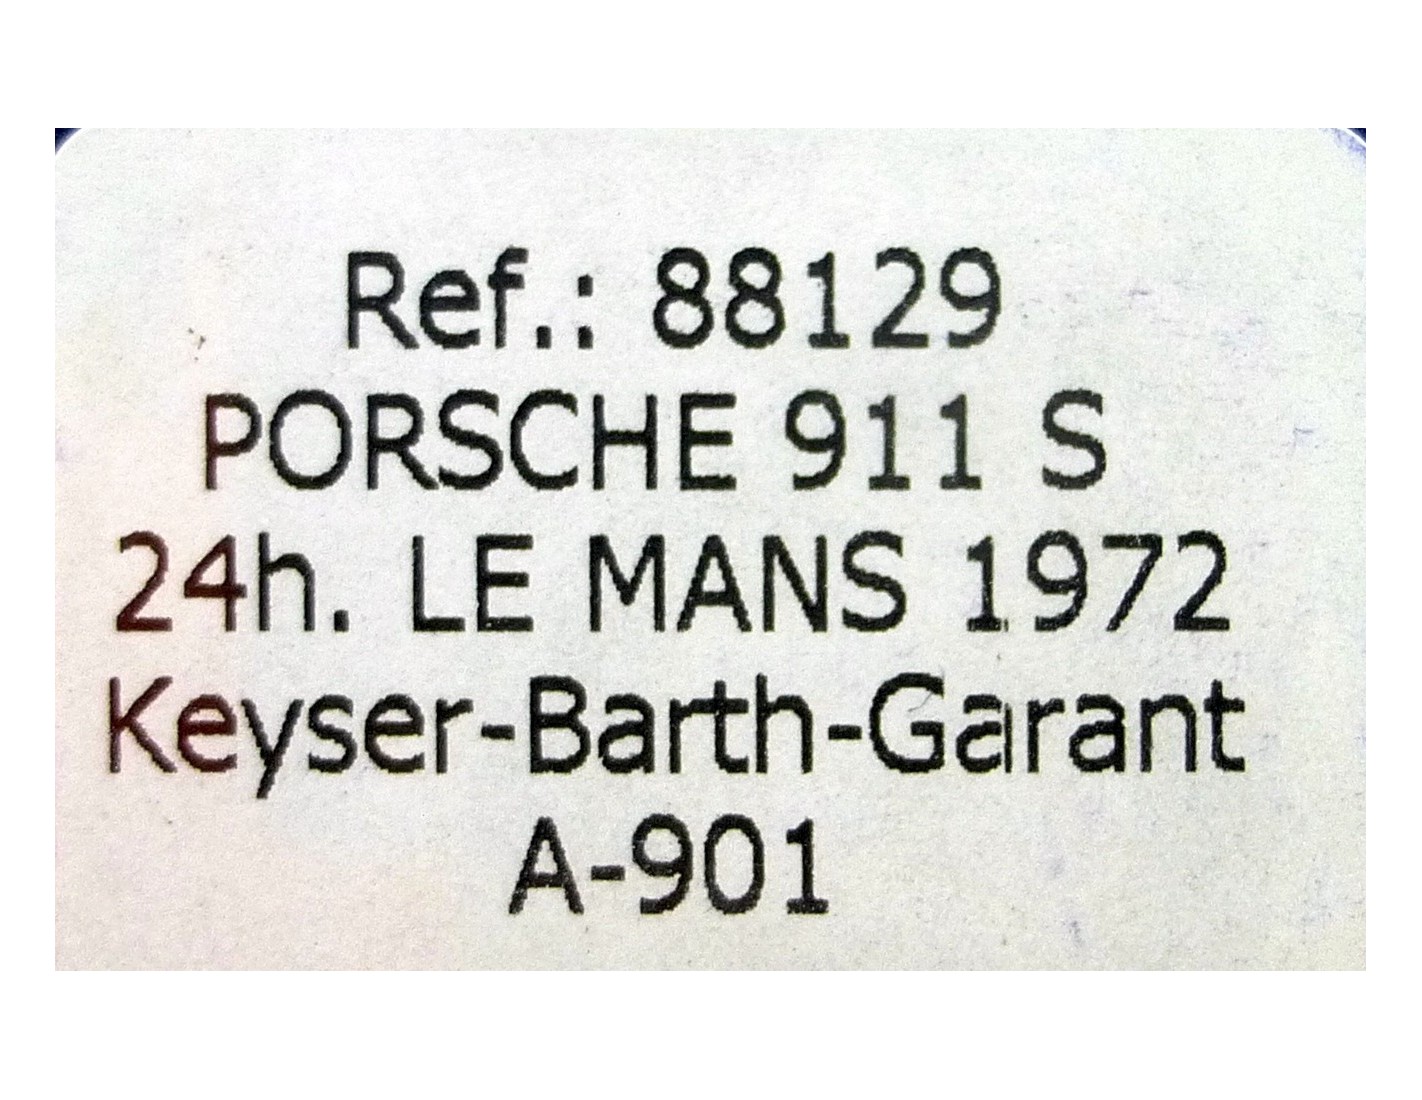 Ref.: 88129
PORSCHE 911 S
24h. LE MANS 1972
Keyser-Barth-Garant
A-901